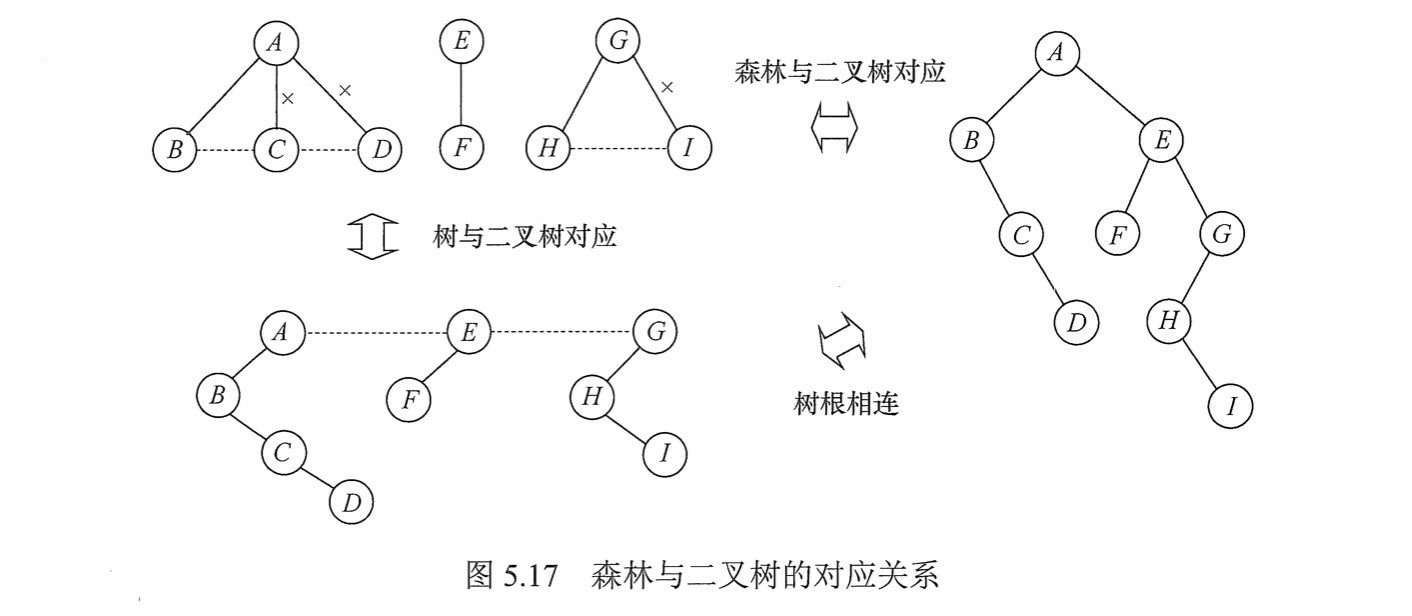 A E G
× × ×
B C D F H I
森林与二叉树对应
A
B E
C F G
D H
I
树与二叉树对应
A E G
B F H
C I
D
树根相连
图 5.17 森林与二叉树的对应关系